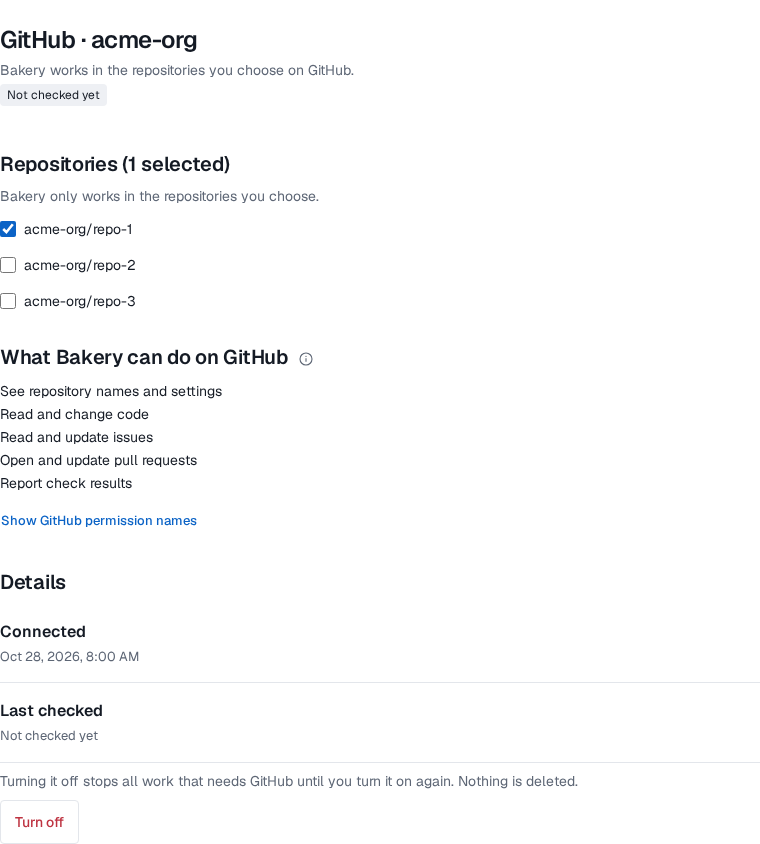 GitHub · acme-org
Bakery works in the repositories you choose on GitHub.
Not checked yet
Repositories (1 selected)
Bakery only works in the repositories you choose.
acme-org/repo-1
acme-org/repo-2
acme-org/repo-3
What Bakery can do on GitHub
See repository names and settings
Read and change code
Read and update issues
Open and update pull requests
Report check results
Show GitHub permission names
Details
Connected
Oct 28, 2026, 8:00 AM
Last checked
Not checked yet
Turning it off stops all work that needs GitHub until you turn it on again. Nothing is deleted.
Turn off